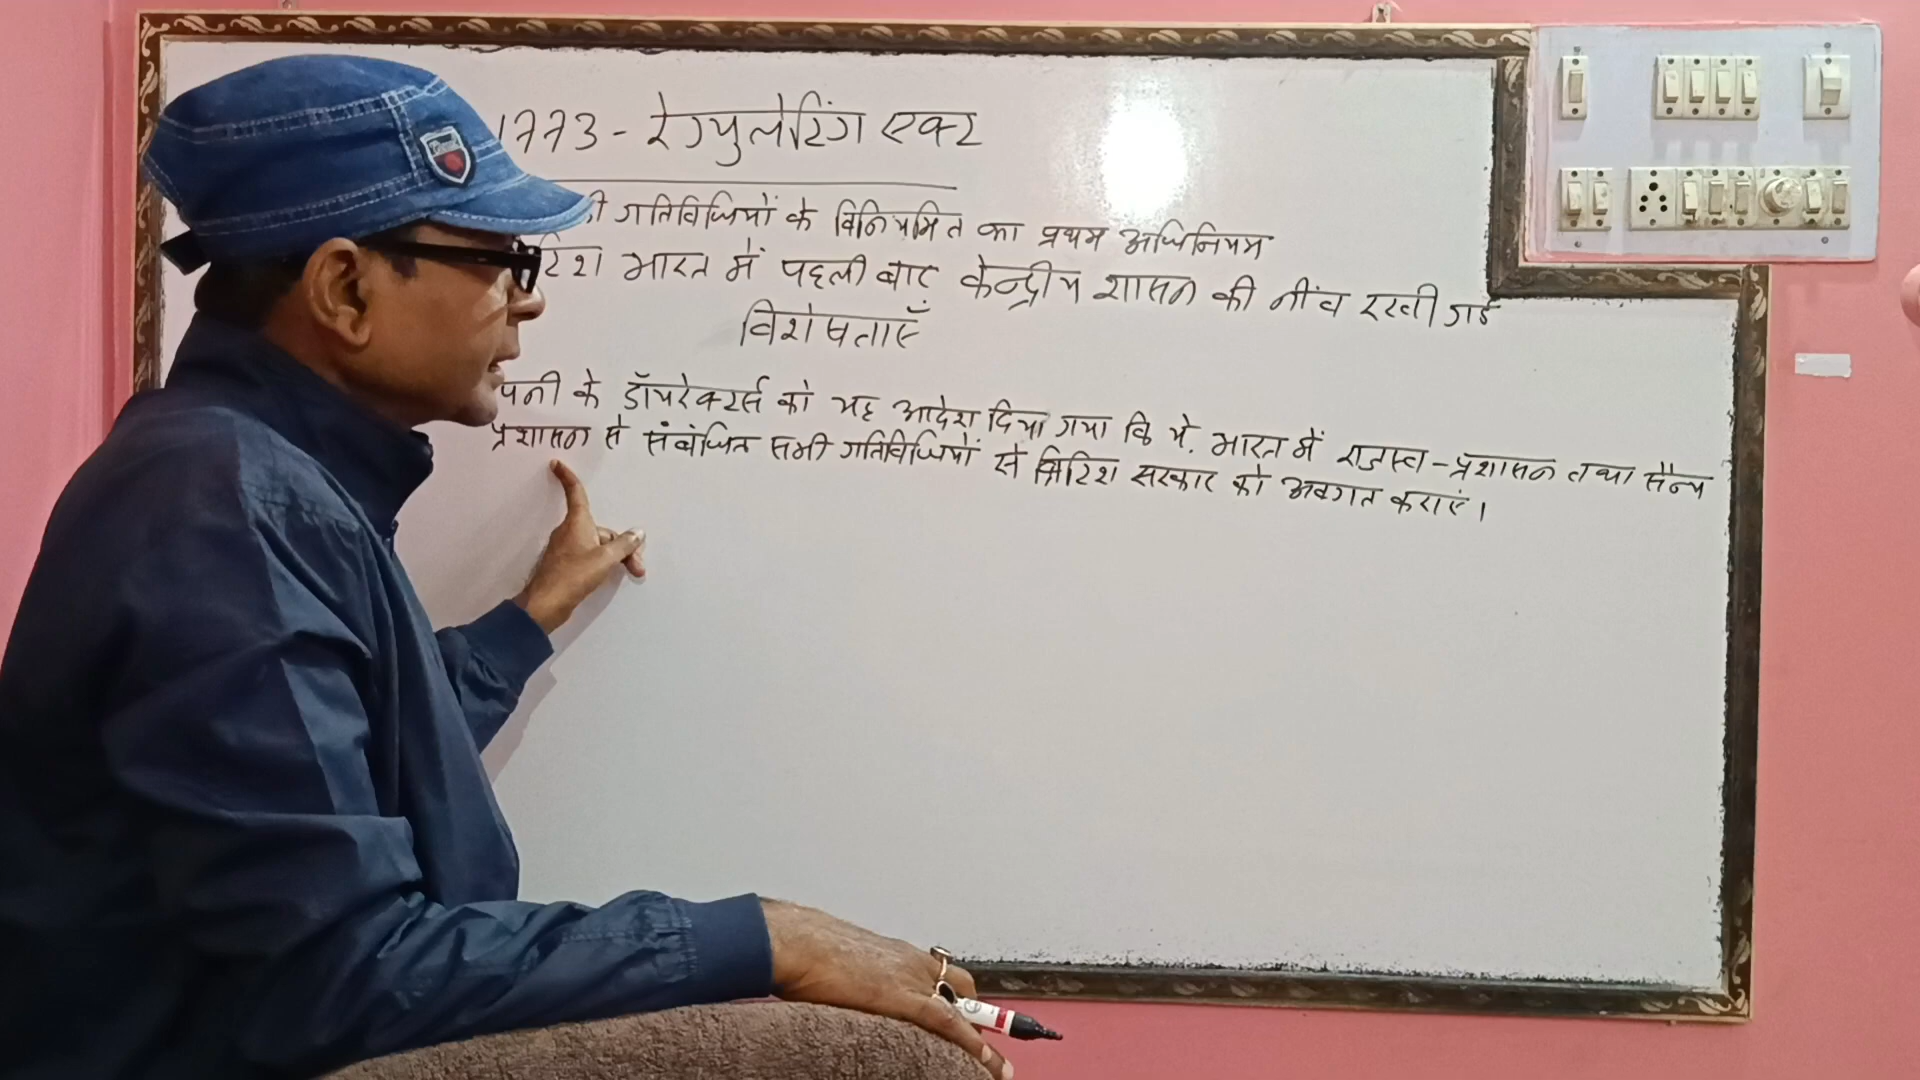 1773 - रेग्युलेटिंग एक्ट
गतिविधियों के विनियमित का प्रथम अधिनियम
भारत में पहली बार केन्द्रीय शासन की नींव रखी गई
विशेषताएँ
के डॉयरेक्टर्स को यह आदेश दिया गया कि ये. भारत में राजस्व-प्रशासन तथा सैन्य
प्रशासन से संबंधित सभी गतिविधियों से ब्रिटिश सरकार को अवगत कराएं।